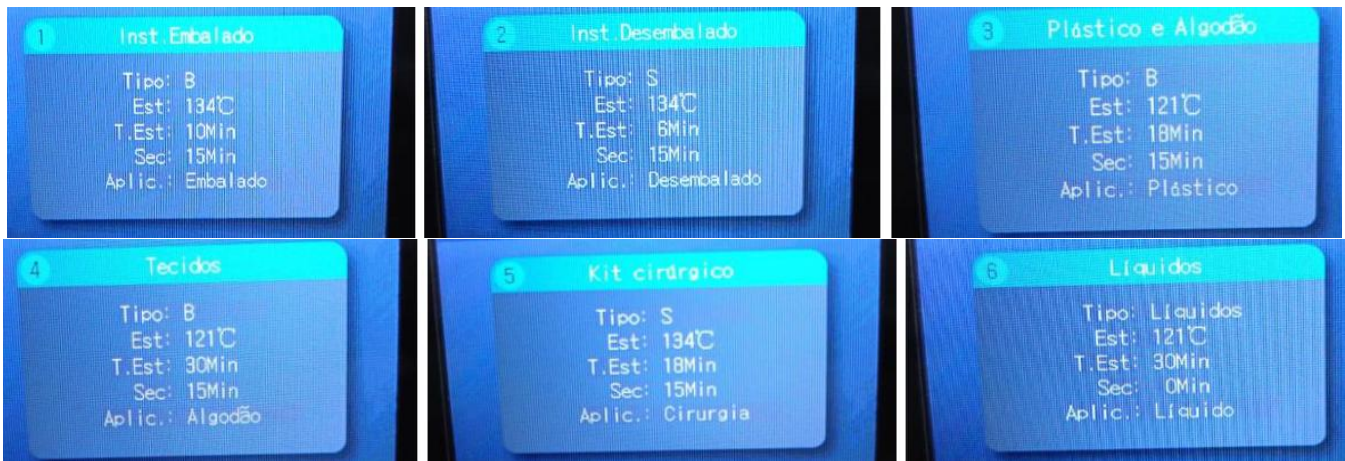 1 Inst.Embalado
Tipo: B
Est: 134℃
T.Est: 10Min
Sec: 15Min
Aplic.: Embalado
2 Inst.Desembalado
Tipo: S
Est: 134℃
T.Est: 6Min
Sec: 15Min
Aplic.: Desembalado
3 Plástico e Algodão
Tipo: B
Est: 121℃
T.Est: 18Min
Sec: 15Min
Aplic.: Plástico
4 Tecidos
Tipo: B
Est: 121℃
T.Est: 30Min
Sec: 15Min
Aplic.: Algodão
5 Kit cirúrgico
Tipo: S
Est: 134℃
T.Est: 18Min
Sec: 15Min
Aplic.: Cirurgia
6 Líquidos
Tipo: Líquidos
Est: 121℃
T.Est: 30Min
Sec: 0Min
Aplic.: Líquido